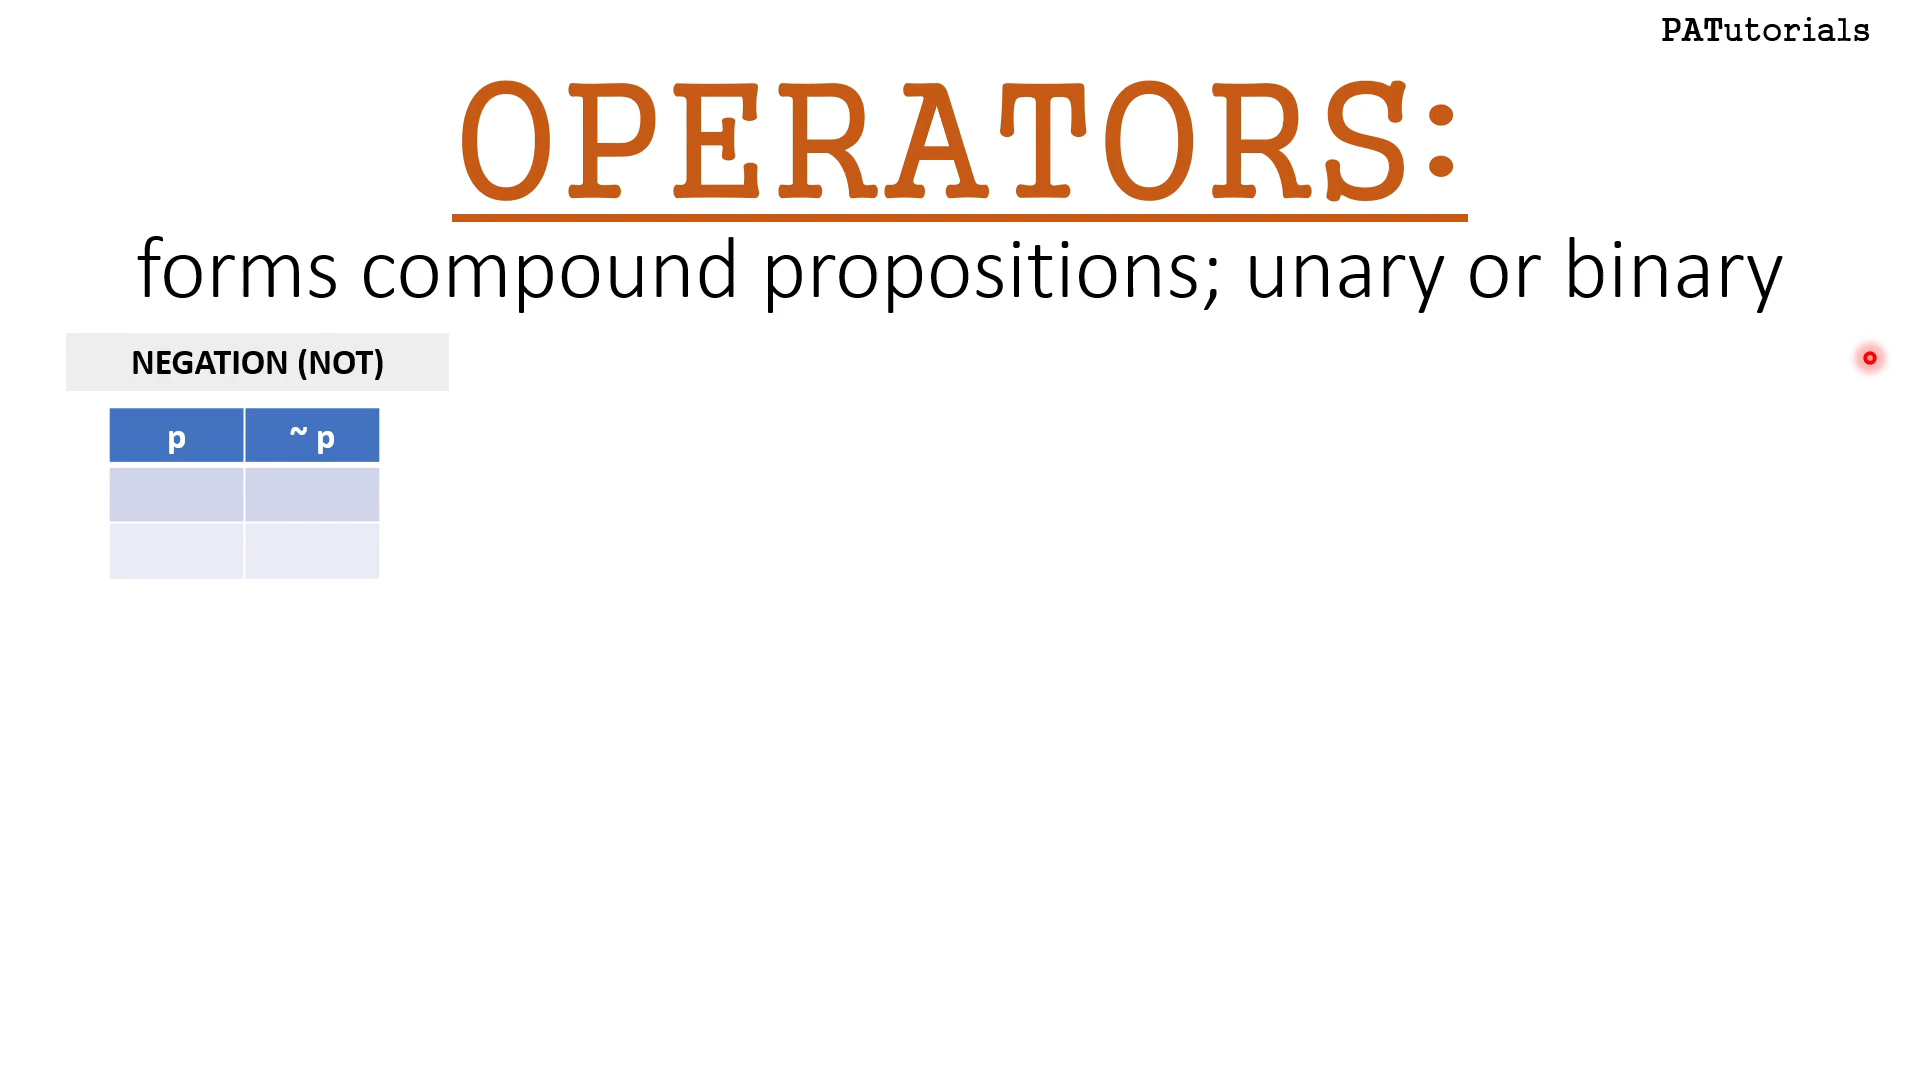 PATutorials
OPERATORS:
forms compound propositions; unary or binary
NEGATION (NOT)
p ~ p